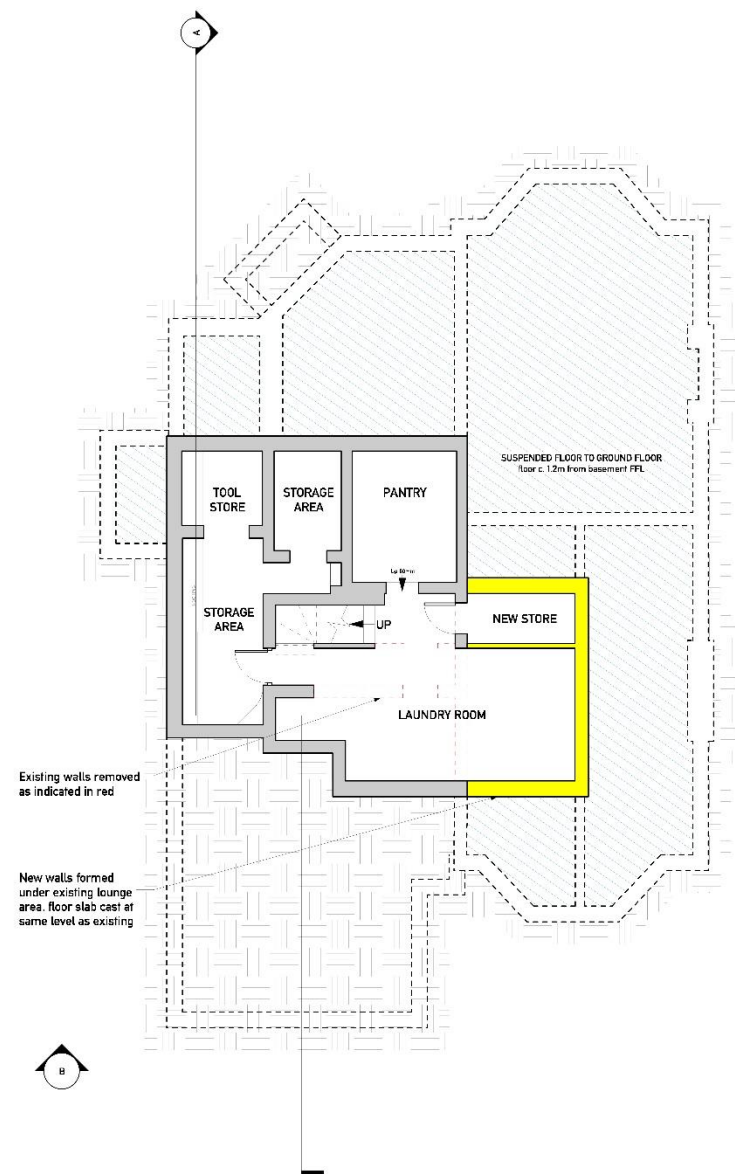 A
SUSPENDED FLOOR TO GROUND FLOOR
floor c. 1.2m from basement FFL
TOOL
STORE
STORAGE
AREA
PANTRY
STORAGE
AREA
UP
NEW STORE
LAUNDRY ROOM
Existing walls removed
as indicated in red
New walls formed
under existing lounge
area, floor slab cast at
same level as existing
B